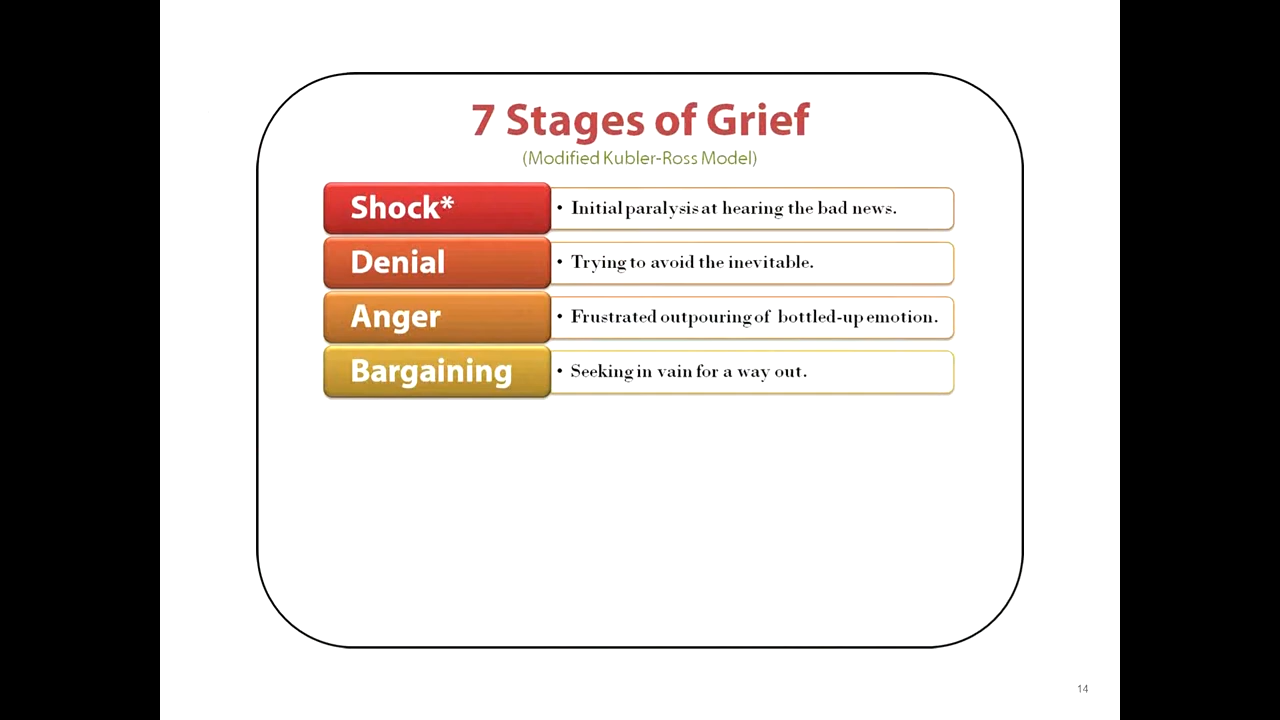 7 Stages of Grief
(Modified Kubler-Ross Model)
Shock*
• Initial paralysis at hearing the bad news.
Denial
• Trying to avoid the inevitable.
Anger
• Frustrated outpouring of bottled-up emotion.
Bargaining
• Seeking in vain for a way out.
14